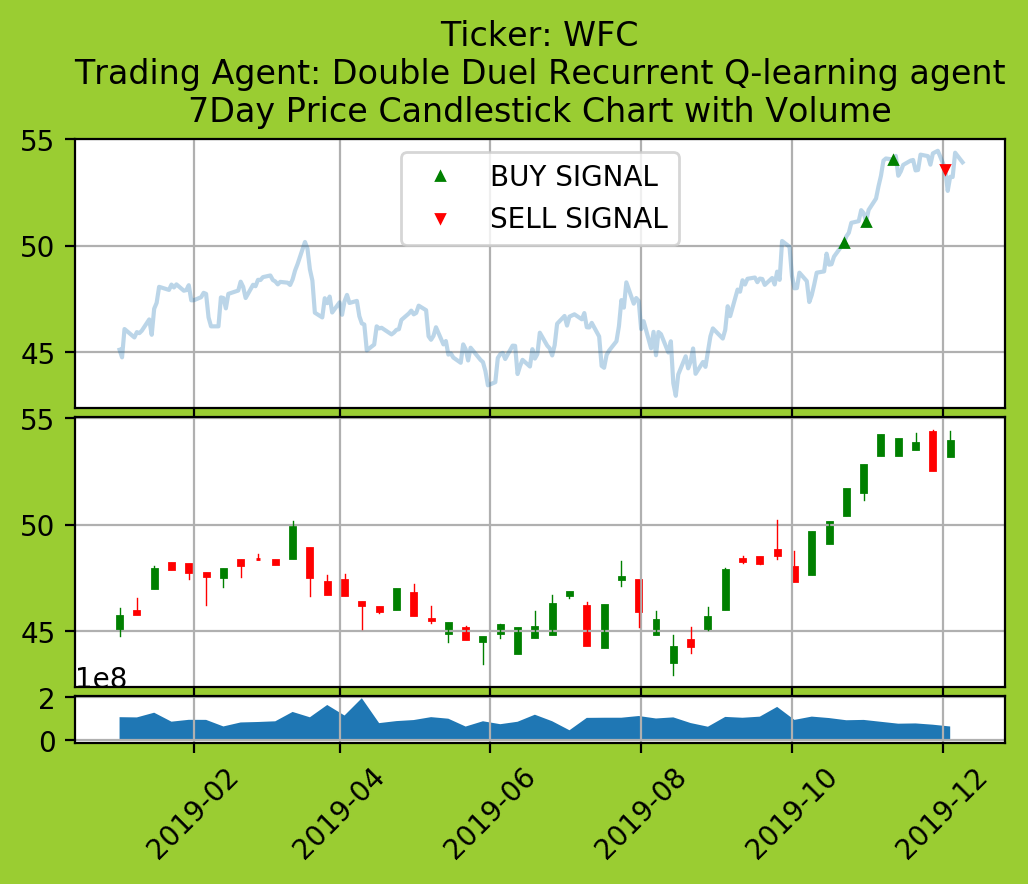 Ticker: WFC
Trading Agent: Double Duel Recurrent Q-learning agent
7Day Price Candlestick Chart with Volume
55
BUY SIGNAL
SELL SIGNAL
50
45
55
50
45
1e8
2
0
2019-02
2019-04
2019-06
2019-08
2019-10
2019-12